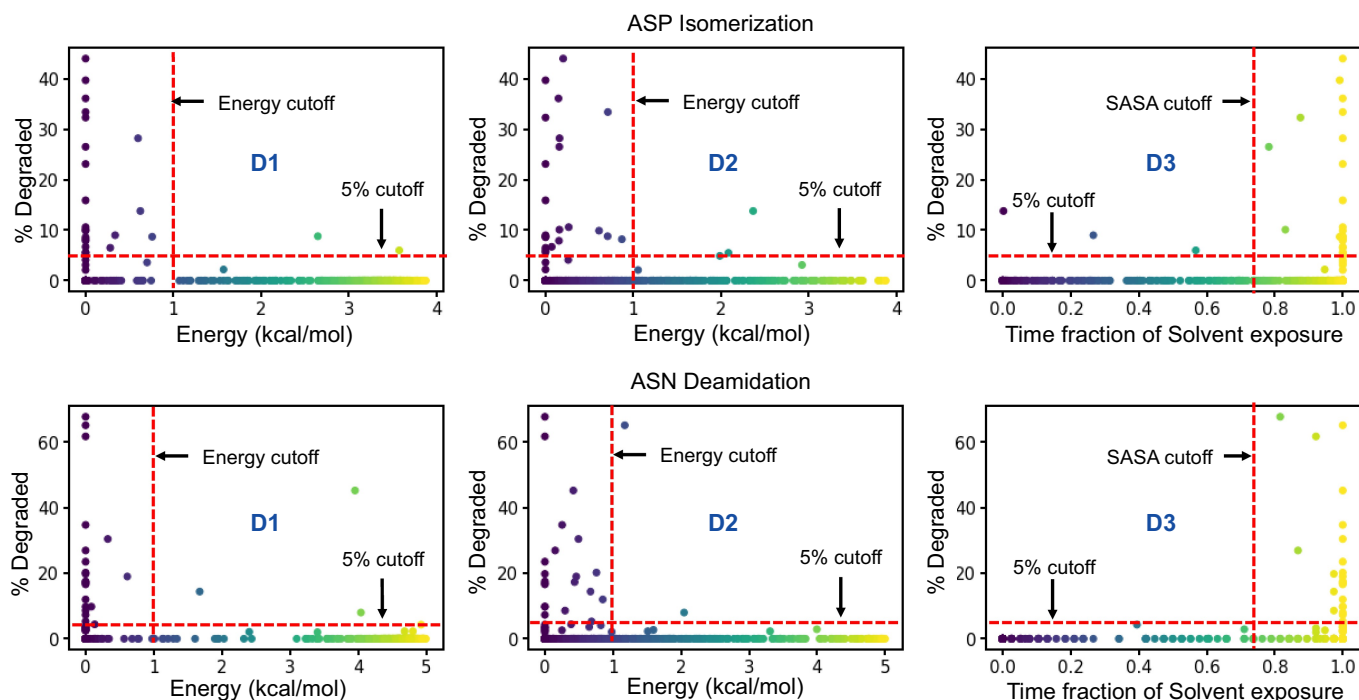 ASP Isomerization
% Degraded
40
30
20
10
0
Energy cutoff
D1
5% cutoff
0 1 2 3 4
Energy (kcal/mol)
% Degraded
40
30
20
10
0
Energy cutoff
D2
5% cutoff
0 1 2 3 4
Energy (kcal/mol)
% Degraded
40
30
20
10
0
SASA cutoff
D3
5% cutoff
0.0 0.2 0.4 0.6 0.8 1.0
Time fraction of Solvent exposure
ASN Deamidation
% Degraded
60
40
20
0
Energy cutoff
D1
5% cutoff
0 1 2 3 4 5
Energy (kcal/mol)
% Degraded
60
40
20
0
Energy cutoff
D2
5% cutoff
0 1 2 3 4 5
Energy (kcal/mol)
% Degraded
60
40
20
0
SASA cutoff
D3
5% cutoff
0.0 0.2 0.4 0.6 0.8 1.0
Time fraction of Solvent exposure